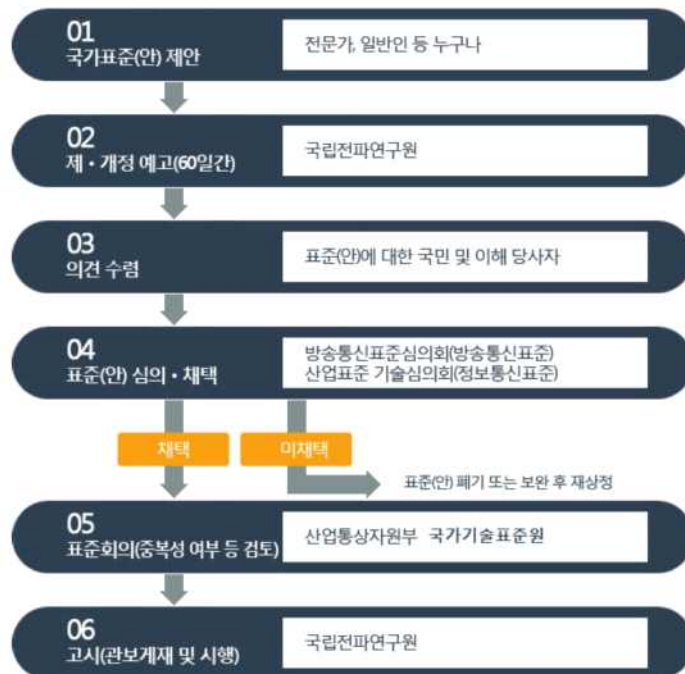 01
국가표준(안) 제안
전문가, 일반인 등 누구나
02
제・개정 예고(60일간)
국립전파연구원
03
의견 수렴
표준(안)에 대한 국민 및 이해 당사자
04
표준(안) 심의・채택
방송통신표준심의회(방송통신표준)
산업표준 기술심의회(정보통신표준)
채택
미채택
표준(안) 폐기 또는 보완 후 재상정
05
표준회의(중복성 여부 등 검토)
산업통상자원부 국가기술표준원
06
고시(관보게재 및 시행)
국립전파연구원